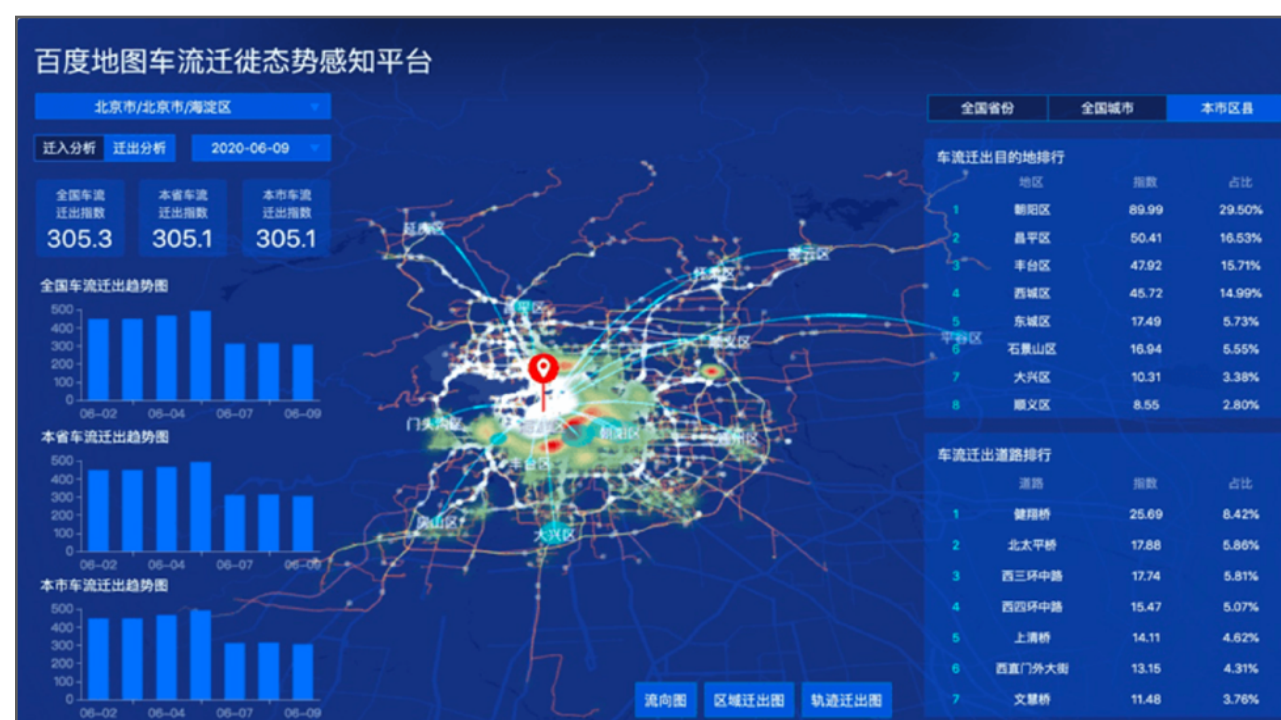 百度地图车流迁徙态势感知平台
北京市/北京市/海淀区
迁入分析 迁出分析 2020-06-09
全国车流 本省车流 本市车流
迁出指数 迁出指数 迁出指数
305.3 305.1 305.1
全国车流迁出趋势图
500
400
300
200
100
0
06-02 06-04 06-07 06-09
本省车流迁出趋势图
500
400
300
200
100
0
06-02 06-04 06-07 06-09
本市车流迁出趋势图
500
400
300
200
100
0
06-02 06-04 06-07 06-09
延庆区
密云区
怀柔区
昌平区
顺义区
平谷区
门头沟区
朝阳区
丰台区
房山区
大兴区
流向图 区域迁出图 轨迹迁出图
全国省份 全国城市 本市区县
车流迁出目的地排行
地区 指数 占比
1 朝阳区 89.99 29.50%
2 昌平区 50.41 16.53%
3 丰台区 47.92 15.71%
4 西城区 45.72 14.99%
5 东城区 17.49 5.73%
6 石景山区 16.94 5.55%
7 大兴区 10.31 3.38%
8 顺义区 8.55 2.80%
车流迁出道路排行
道路 指数 占比
1 健翔桥 25.69 8.42%
2 北太平桥 17.88 5.86%
3 西三环中路 17.74 5.81%
4 西四环中路 15.47 5.07%
5 上清桥 14.11 4.62%
6 西直门外大街 13.15 4.31%
7 文慧桥 11.48 3.76%